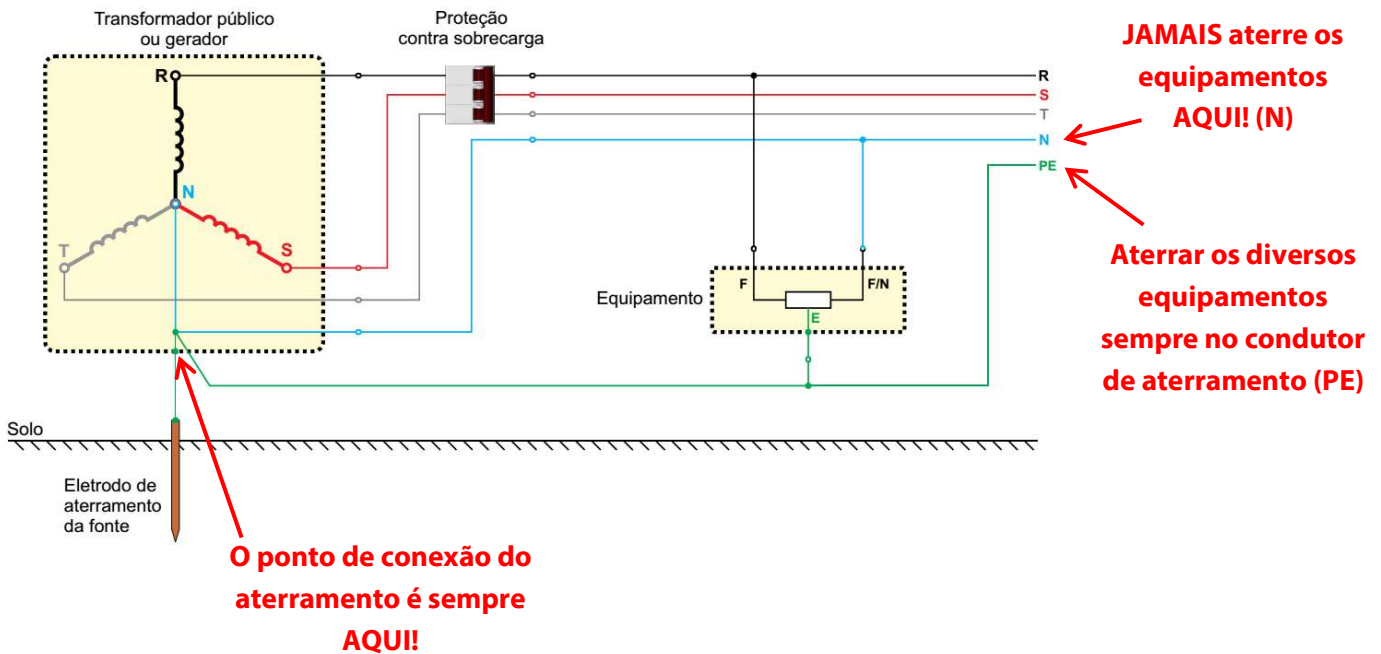 Transformador público
ou gerador
Proteção
contra sobrecarga
JAMAIS aterre os
equipamentos
AQUI! (N)
R
R
S
T
N
PE
N
T
S
Aterrar os diversos
equipamentos
sempre no condutor
de aterramento (PE)
Equipamento
F
F/N
E
Solo
Eletrodo de
aterramento
da fonte
O ponto de conexão do
aterramento é sempre
AQUI!